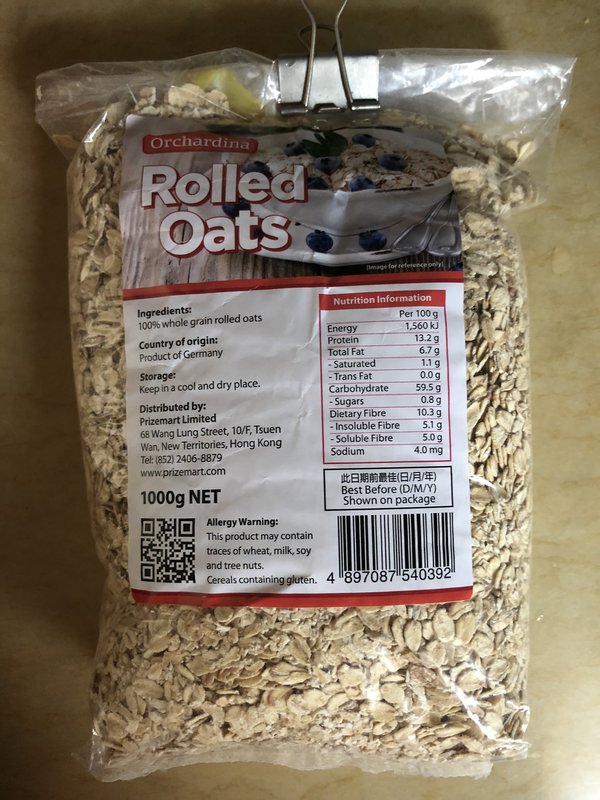 Orchardina
Rolled
Oats
(Image for reference only)
Ingredients:
100% whole grain rolled oats
Country of origin:
Product of Germany
Storage:
Keep in a cool and dry place.
Distributed by:
Prizemart Limited
68 Wang Lung Street, 10/F, Tsuen
Wan, New Territories, Hong Kong
Tel: (852) 2406-8879
www.prizemart.com
1000g NET
Allergy Warning:
This product may contain
traces of wheat, milk, soy
and tree nuts.
Cereals containing gluten.
Nutrition Information
Per 100 g
Energy 1,560 kJ
Protein 13.2 g
Total Fat 6.7 g
- Saturated 1.1 g
- Trans Fat 0.0 g
Carbohydrate 59.5 g
- Sugars 0.8 g
Dietary Fibre 10.3 g
- Insoluble Fibre 5.1 g
- Soluble Fibre 5.0 g
Sodium 4.0 mg
此日期前最佳(日/月/年)
Best Before (D/M/Y)
Shown on package
4 897087 540392